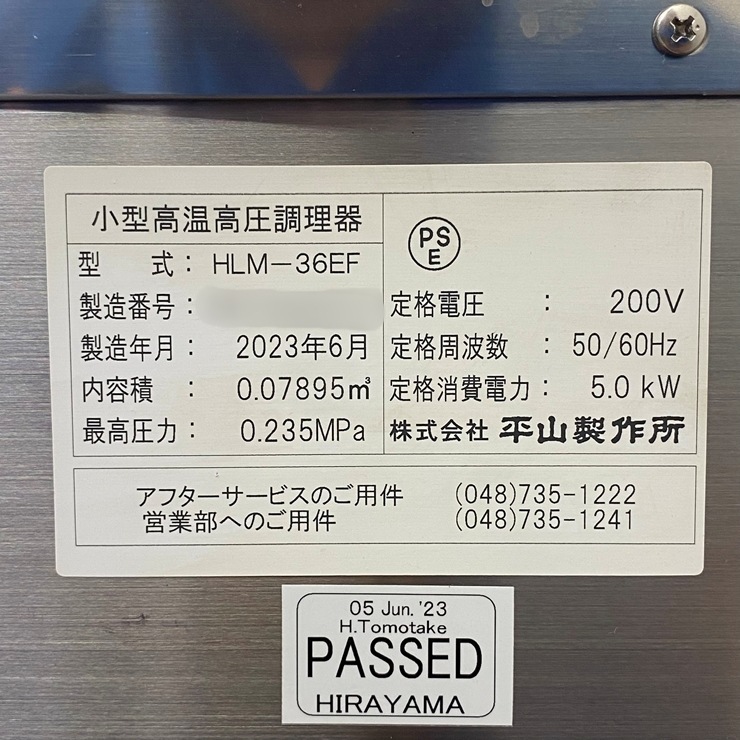 小型高温高圧調理器
型 式 : HLM-36EF
製造番号 :
製造年月 : 2023年6月
内容積 : 0.07895㎥
最高圧力 : 0.235MPa
PS
E
定格電圧 : 200V
定格周波数 : 50/60Hz
定格消費電力 : 5.0 kW
株式会社 平山製作所
アフターサービスのご用件 (048)735-1222
営業部へのご用件 (048)735-1241
05 Jun.'23
H.Tomotake
PASSED
HIRAYAMA